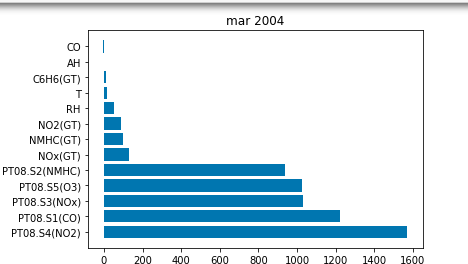 mar 2004
CO
AH
C6H6(GT)
T
RH
NO2(GT)
NMHC(GT)
NOx(GT)
PT08.S2(NMHC)
PT08.S5(O3)
PT08.S3(NOx)
PT08.S1(CO)
PT08.S4(NO2)
0 200 400 600 800 1000 1200 1400 1600